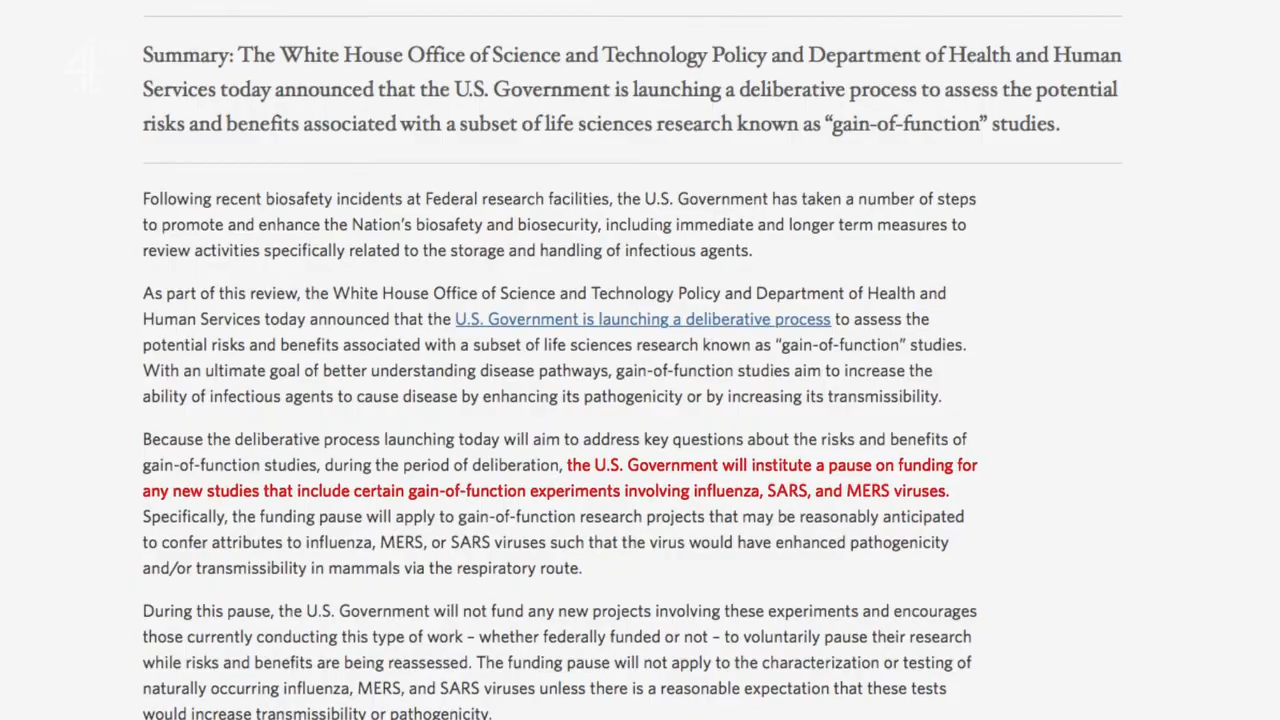 4
Summary: The White House Office of Science and Technology Policy and Department of Health and Human
Services today announced that the U.S. Government is launching a deliberative process to assess the potential
risks and benefits associated with a subset of life sciences research known as “gain-of-function” studies.
Following recent biosafety incidents at Federal research facilities, the U.S. Government has taken a number of steps
to promote and enhance the Nation’s biosafety and biosecurity, including immediate and longer term measures to
review activities specifically related to the storage and handling of infectious agents.
As part of this review, the White House Office of Science and Technology Policy and Department of Health and
Human Services today announced that the U.S. Government is launching a deliberative process to assess the
potential risks and benefits associated with a subset of life sciences research known as “gain-of-function” studies.
With an ultimate goal of better understanding disease pathways, gain-of-function studies aim to increase the
ability of infectious agents to cause disease by enhancing its pathogenicity or by increasing its transmissibility.
Because the deliberative process launching today will aim to address key questions about the risks and benefits of
gain-of-function studies, during the period of deliberation, the U.S. Government will institute a pause on funding for
any new studies that include certain gain-of-function experiments involving influenza, SARS, and MERS viruses.
Specifically, the funding pause will apply to gain-of-function research projects that may be reasonably anticipated
to confer attributes to influenza, MERS, or SARS viruses such that the virus would have enhanced pathogenicity
and/or transmissibility in mammals via the respiratory route.
During this pause, the U.S. Government will not fund any new projects involving these experiments and encourages
those currently conducting this type of work – whether federally funded or not – to voluntarily pause their research
while risks and benefits are being reassessed. The funding pause will not apply to the characterization or testing of
naturally occurring influenza, MERS, and SARS viruses unless there is a reasonable expectation that these tests
would increase transmissibility or pathogenicity.